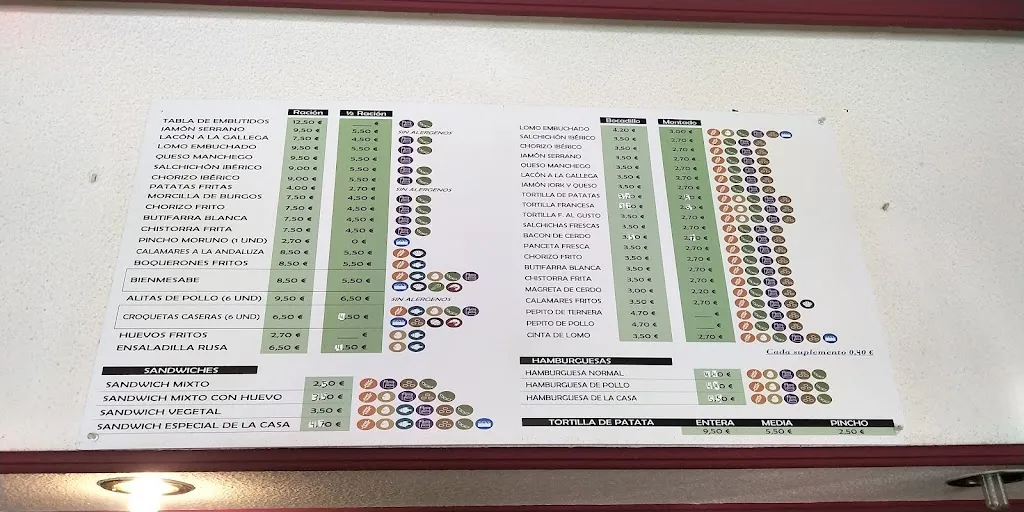 Ración ½ Ración
TABLA DE EMBUTIDOS 12,50 € € 
JAMÓN SERRANO 9,50 € 5,50 € SIN ALERGENOS
LACÓN A LA GALLEGA 7,50 € 4,50 €
LOMO EMBUCHADO 9,50 € 5,50 €
QUESO MANCHEGO 9,50 € 5,50 €
SALCHICHÓN IBÉRICO 9,00 € 5,50 €
CHORIZO IBÉRICO 9,00 € 5,50 €
PATATAS FRITAS 4,00 € 2,70 € SIN ALERGENOS
MORCILLA DE BURGOS 7,50 € 4,50 €
CHORIZO FRITO 7,50 € 4,50 €
BUTIFARRA BLANCA 7,50 € 4,50 €
CHISTORRA FRITA 7,50 € 4,50 €
PINCHO MORUNO (1 UND) 2,70 € 0 €
CALAMARES A LA ANDALUZA 8,50 € 5,50 €
BOQUERONES FRITOS 8,50 € 5,50 €
BIENMESABE 8,50 € 5,50 €
ALITAS DE POLLO (6 UND) 9,50 € 6,50 € SIN ALERGENOS
CROQUETAS CASERAS (6 UND) 6,50 € 4,50 €
HUEVOS FRITOS 2,70 € €
ENSALADILLA RUSA 6,50 € 4,50 €
SANDWICHES
SANDWICH MIXTO 2,50 €
SANDWICH MIXTO CON HUEVO €
SANDWICH VEGETAL 3,50 €
SANDWICH ESPECIAL DE LA CASA €
Bocadillo Montado
LOMO EMBUCHADO 4,20 € 3,00 €
SALCHICHÓN IBÉRICO 3,50 € 2,70 €
CHORIZO IBÉRICO 3,50 € 2,70 €
JAMÓN SERRANO 3,50 € 2,70 €
QUESO MANCHEGO 3,50 € 2,70 €
LACÓN A LA GALLEGA 3,50 € 2,70 €
JAMÓN JORK Y QUESO 3,50 € 2,70 €
TORTILLA DE PATATAS € €
TORTILLA FRANCESA € €
TORTILLA F. AL GUSTO 3,50 € 2,70 €
SALCHICHAS FRESCAS 3,50 € 2,70 €
BACON DE CERDO 3,50 € €
PANCETA FRESCA 3,50 € 2,70 €
CHORIZO FRITO 3,50 € 2,70 €
BUTIFARRA BLANCA 3,50 € 2,70 €
CHISTORRA FRITA 3,50 € 2,70 €
MAGRETA DE CERDO 3,00 € 2,20 €
CALAMARES FRITOS 3,50 € 2,70 €
PEPITO DE TERNERA 4,70 € €
PEPITO DE POLLO 4,70 € €
CINTA DE LOMO 3,50 € 2,70 €
Cada suplemento 0,40 €
HAMBURGUESAS
HAMBURGUESA NORMAL €
HAMBURGUESA DE POLLO €
HAMBURGUESA DE LA CASA €
TORTILLA DE PATATA ENTERA MEDIA PINCHO
9,50 € 5,50 € 2,50 €